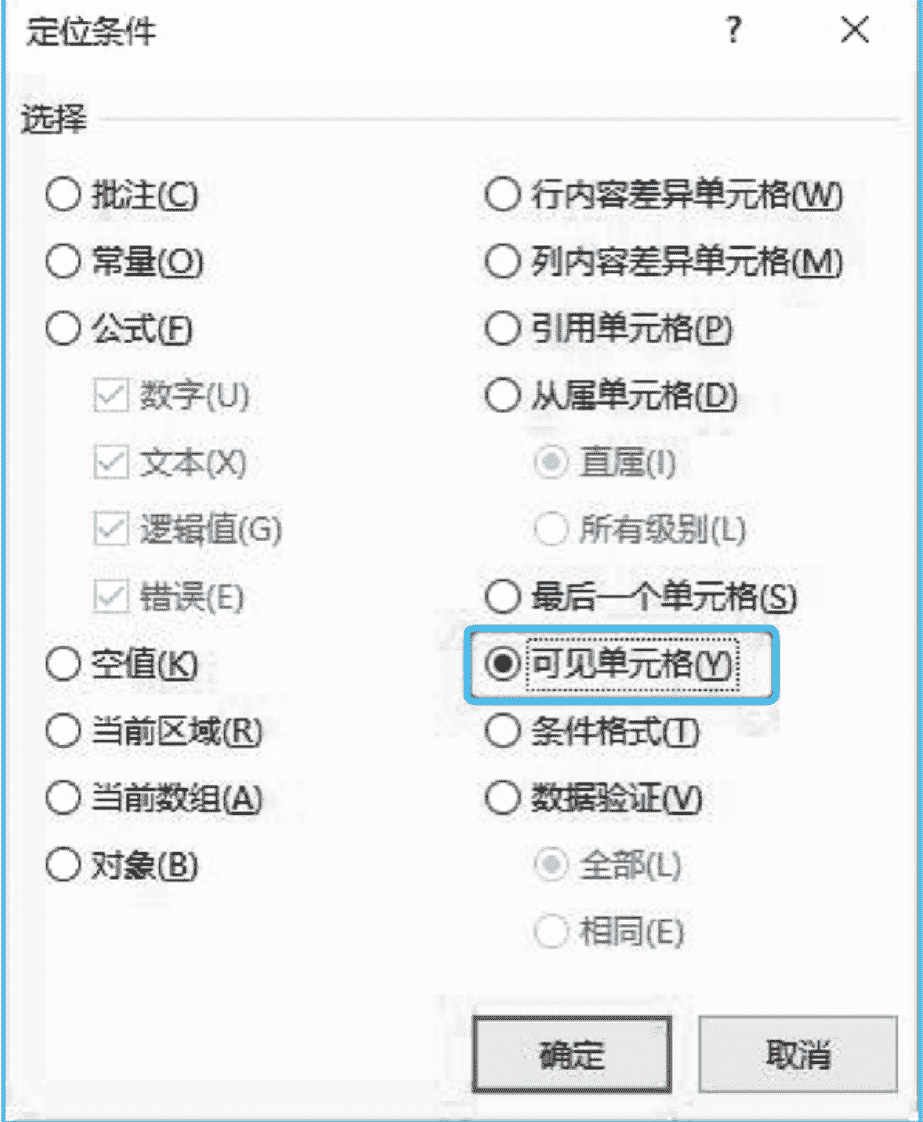 定位条件 ?
选择
批注(C)
常量(O)
公式(F)
数字(U)
文本(X)
逻辑值(G)
错误(E)
空值(K)
当前区域(R)
当前数组(A)
对象(B)
行内容差异单元格(W)
列内容差异单元格(M)
引用单元格(P)
从属单元格(D)
直属(I)
所有级别(L)
最后一个单元格(S)
可见单元格(Y)
条件格式(T)
数据验证(V)
全部(L)
相同(E)
确定 取消